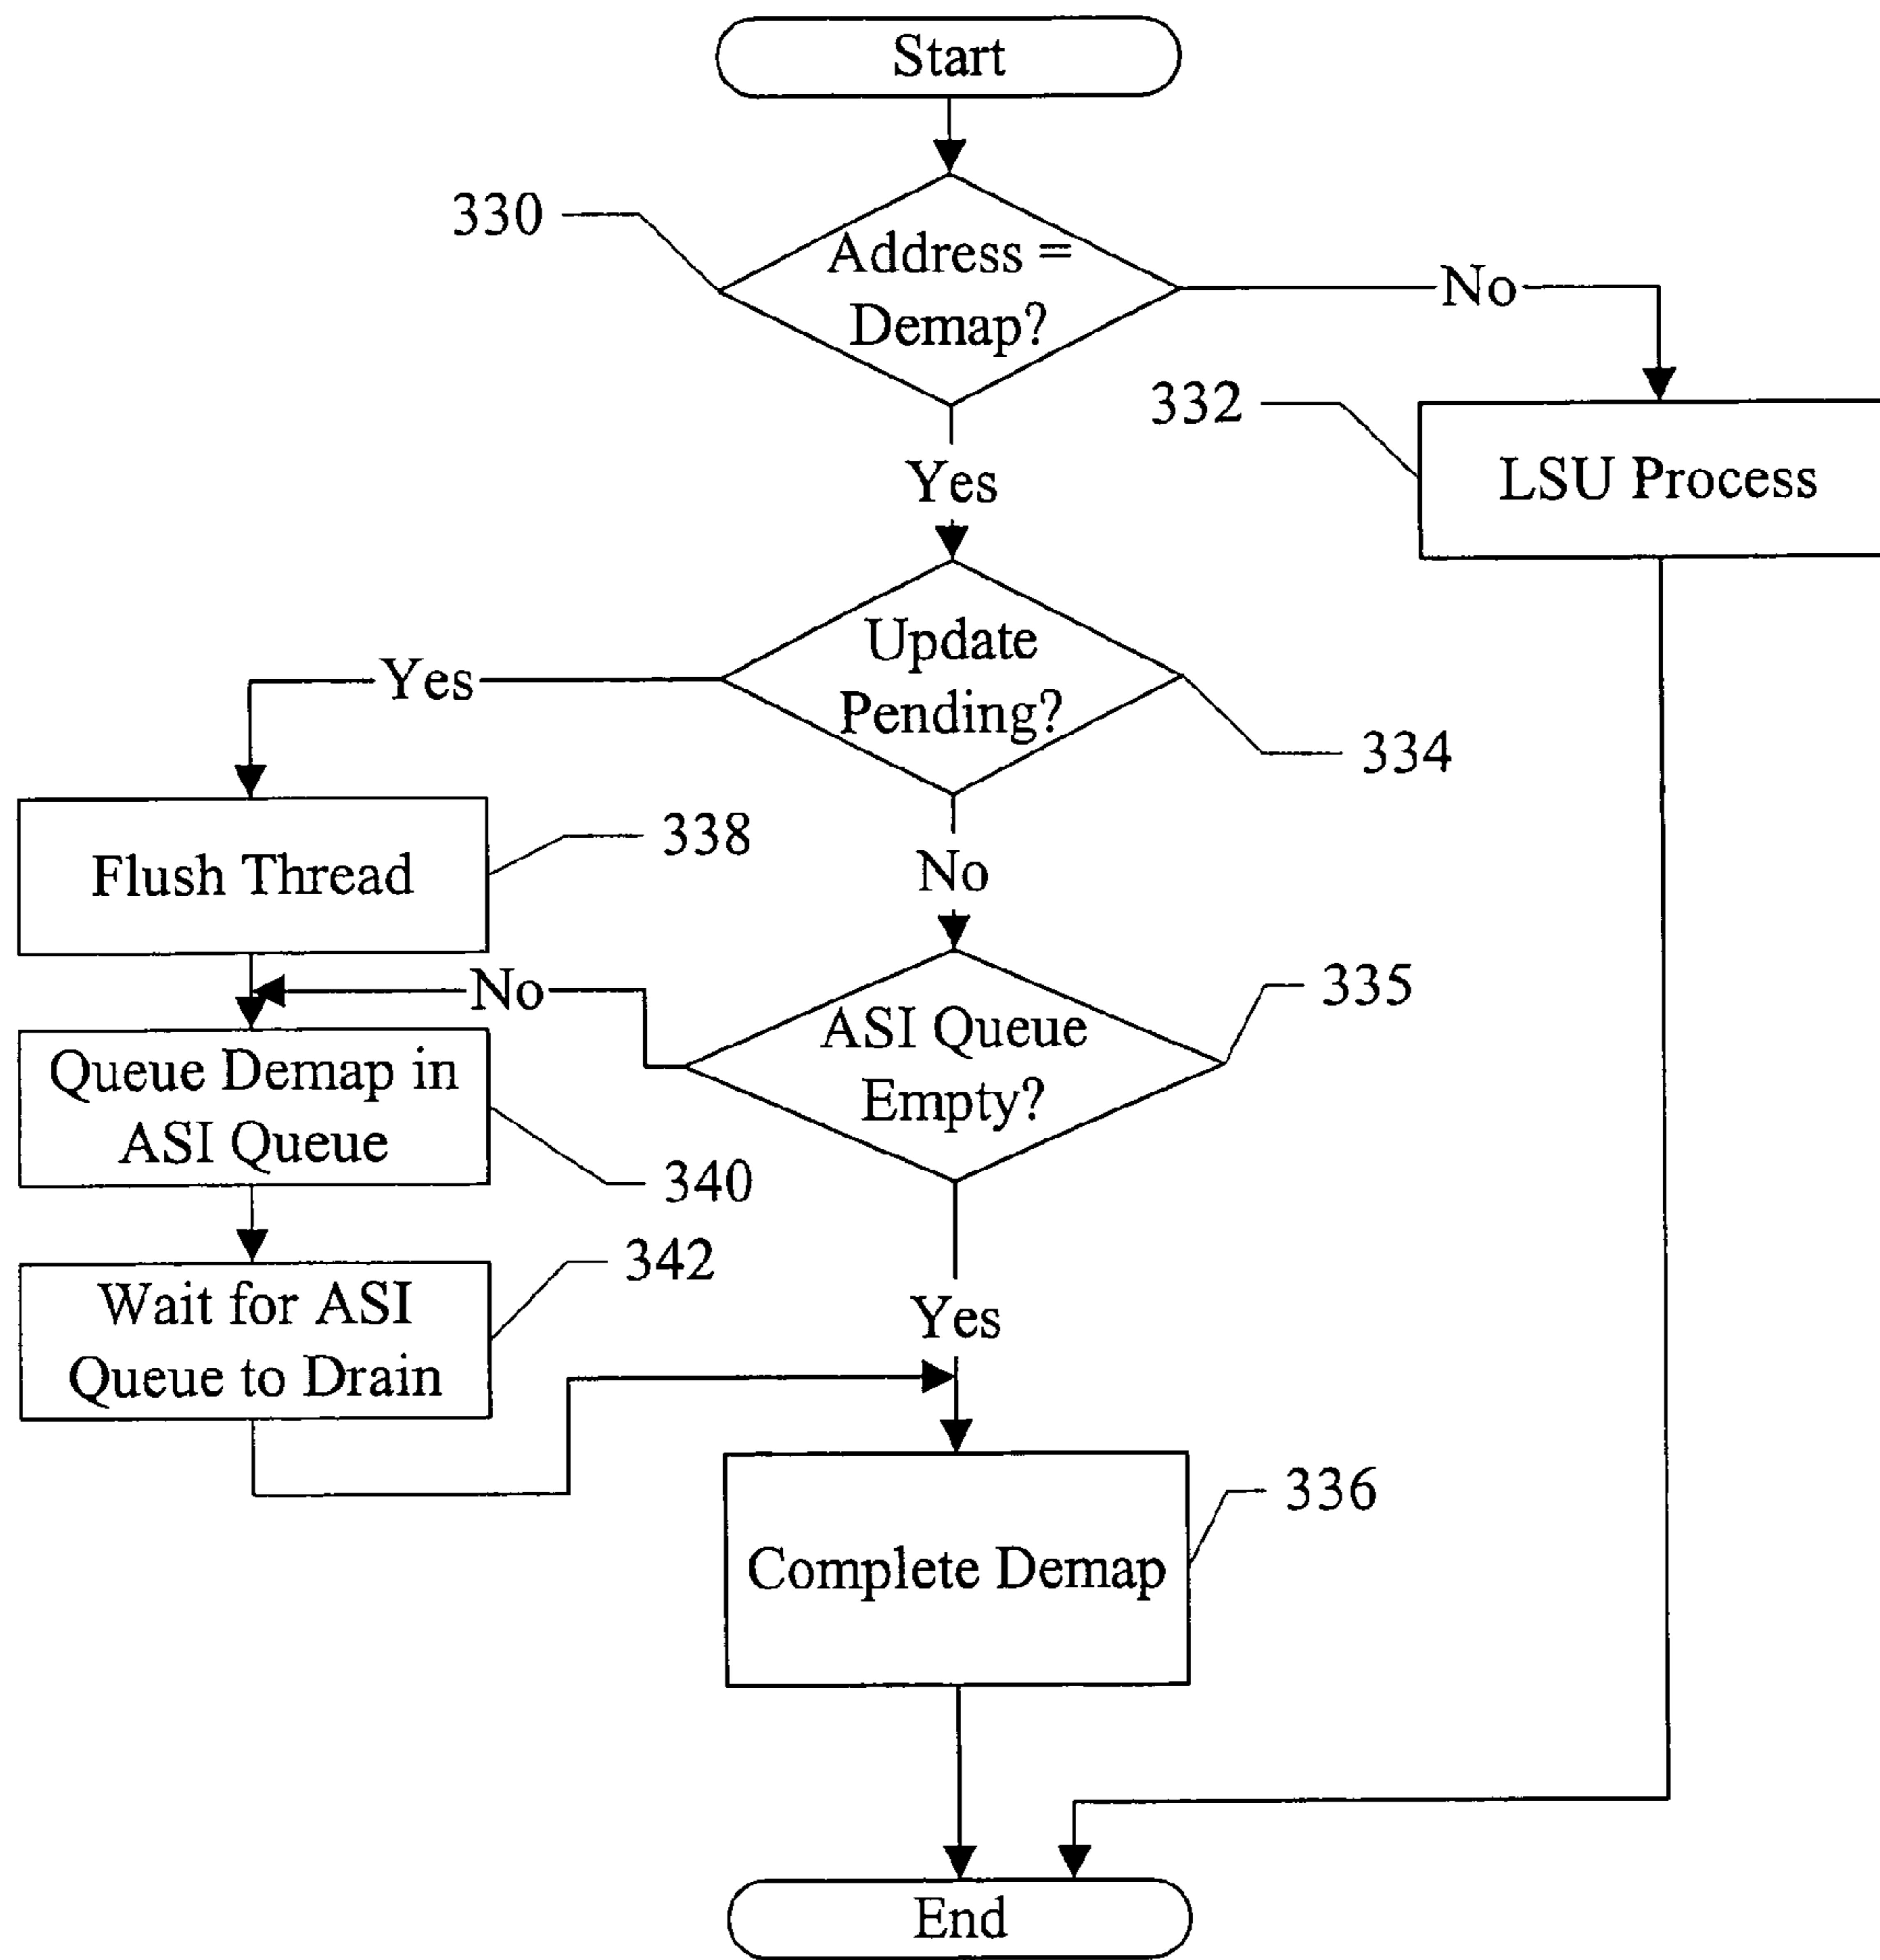 Start
330
Address =
Demap?
No
332
LSU Process
Yes
Update
Pending?
Yes
334
Flush Thread
338
No
No
ASI Queue
Empty?
335
Queue Demap in
ASI Queue
340
Wait for ASI
Queue to Drain
342
Yes
Complete Demap
336
End